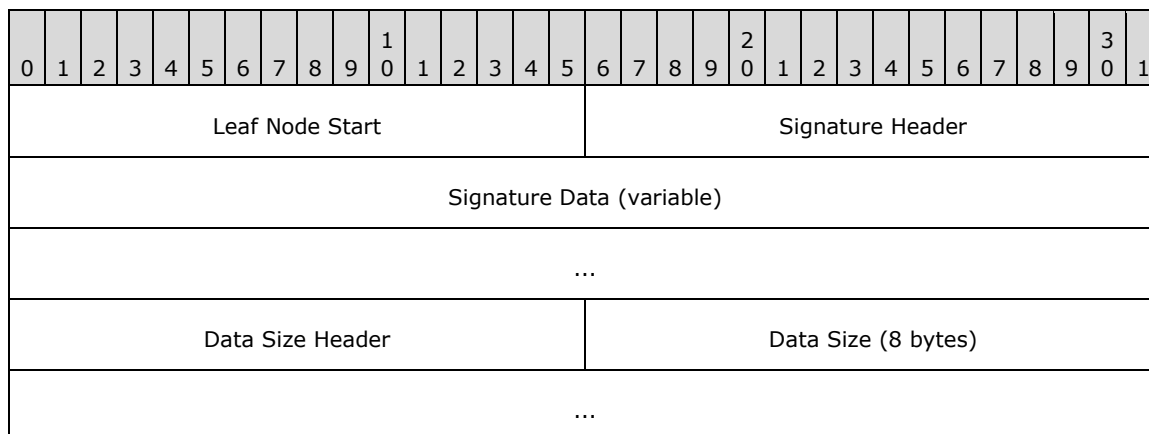 1 2 3
0 1 2 3 4 5 6 7 8 9 0 1 2 3 4 5 6 7 8 9 0 1 2 3 4 5 6 7 8 9 0 1
Leaf Node Start Signature Header
Signature Data (variable)
...
Data Size Header Data Size (8 bytes)
...